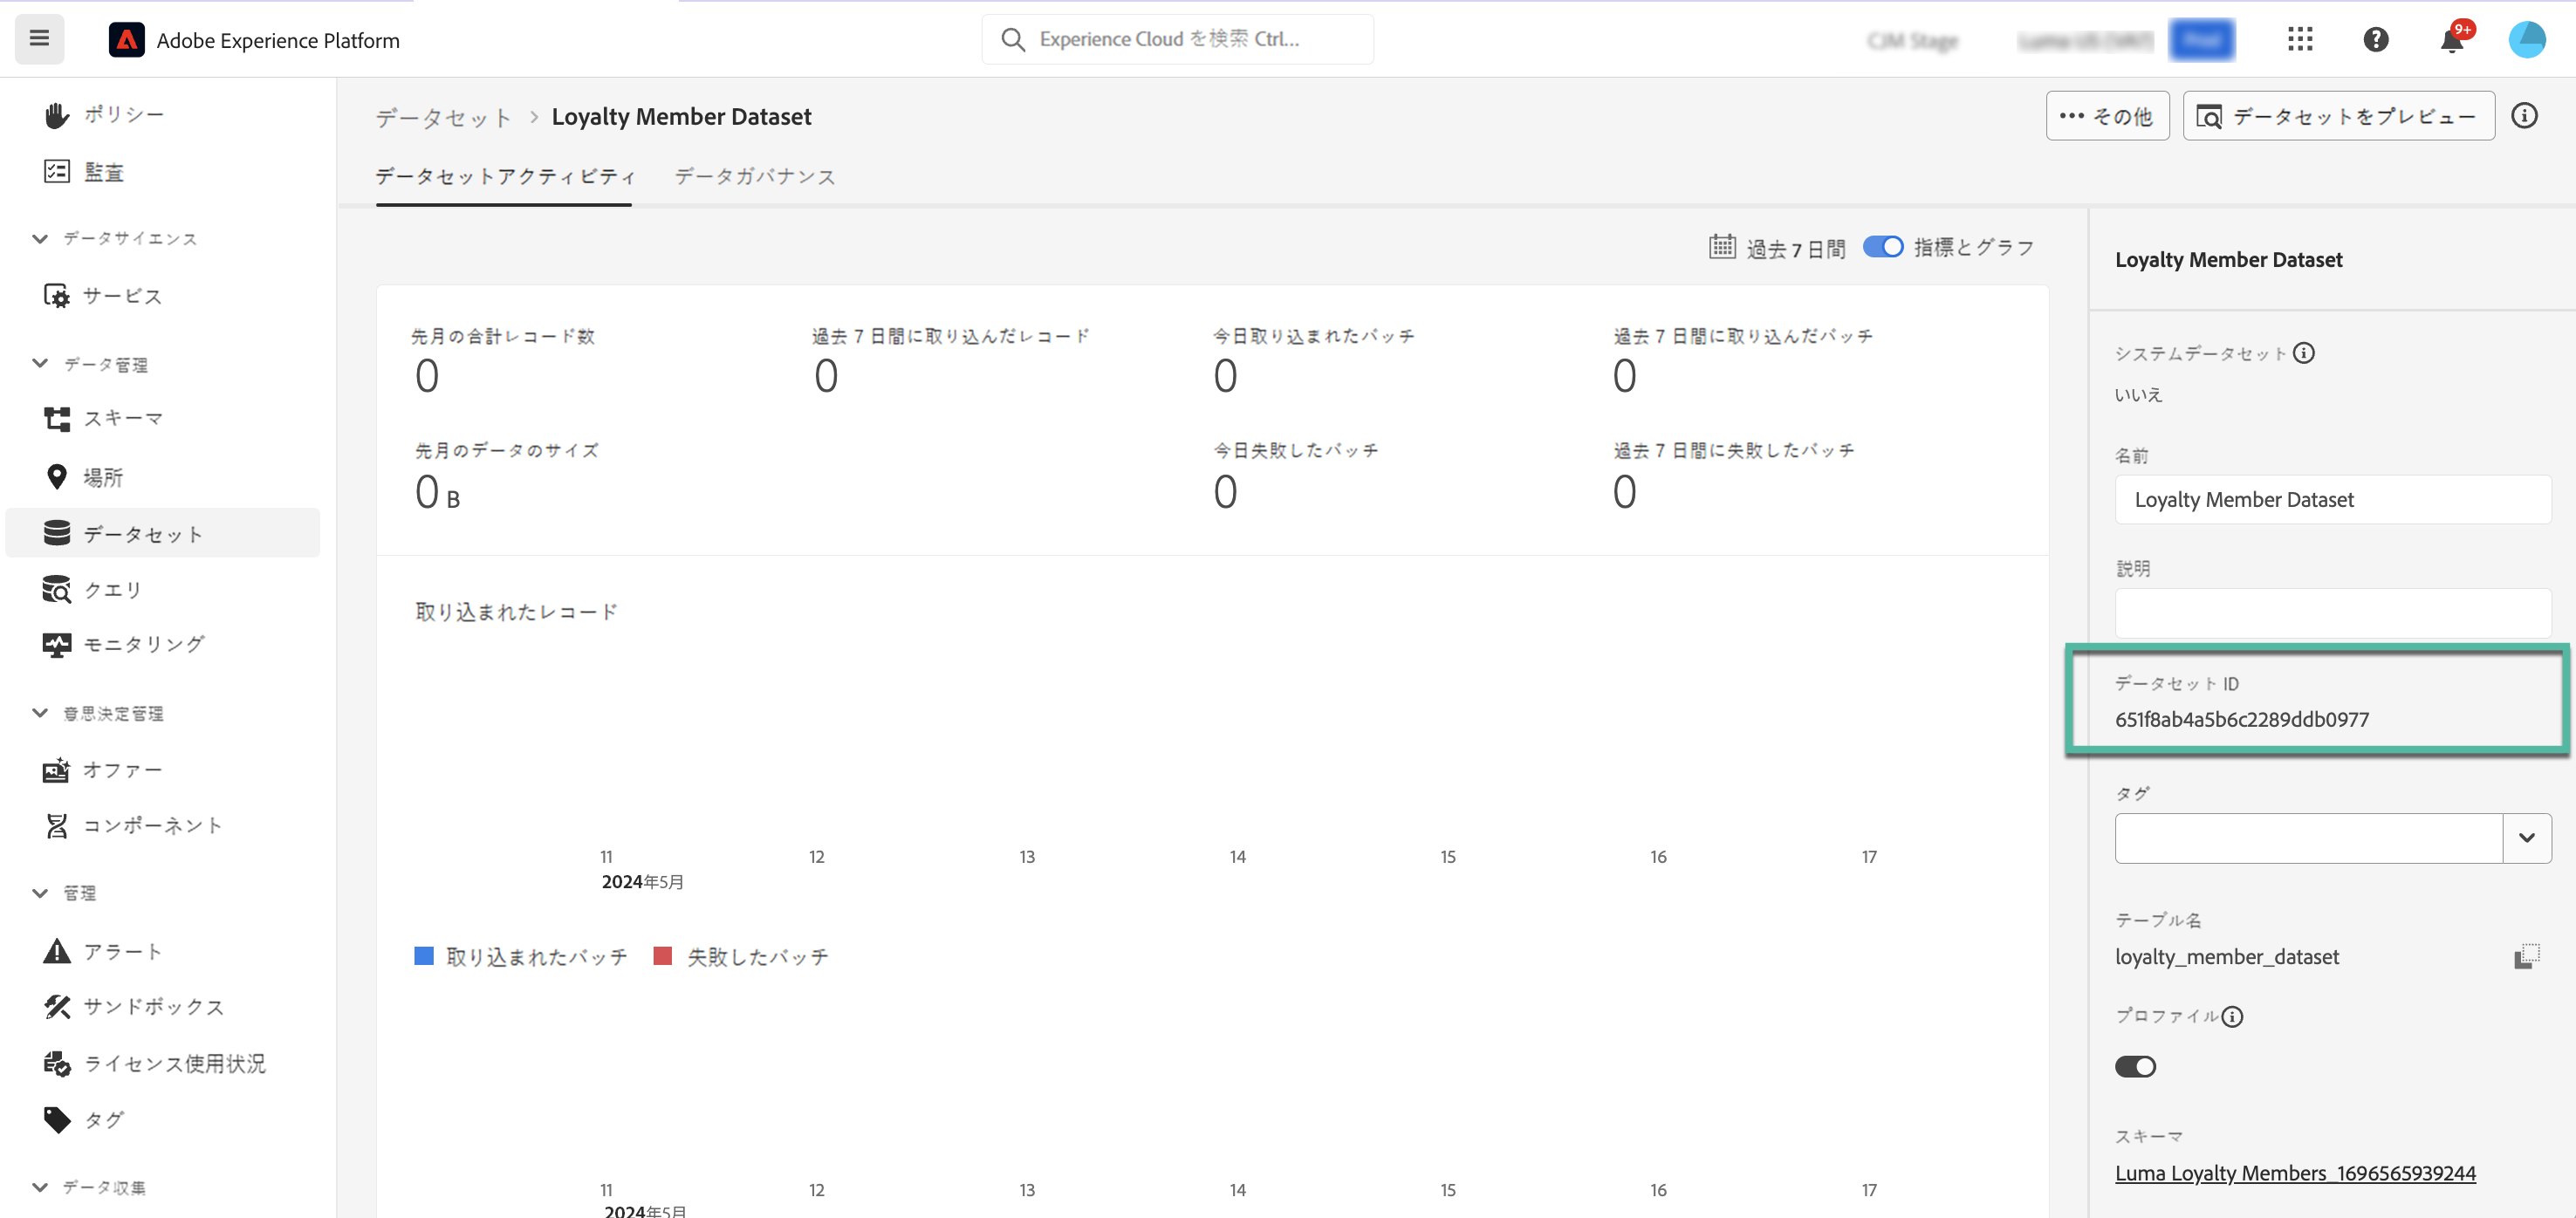 Adobe Experience Platform
Experience Cloud を検索 Ctrl...
9+
ポリシー
監査
データサイエンス
サービス
データ管理
スキーマ
場所
データセット
クエリ
モニタリング
意思決定管理
オファー
コンポーネント
管理
アラート
サンドボックス
ライセンス使用状況
タグ
データ収集
データセット > Loyalty Member Dataset
••• その他
データセットをプレビュー
データセットアクティビティ
データガバナンス
過去 7 日間
指標とグラフ
先月の合計レコード数
0
過去 7 日間に取り込んだレコード
0
今日取り込まれたバッチ
0
過去 7 日間に取り込んだバッチ
0
先月のデータのサイズ
0 B
今日失敗したバッチ
0
過去 7 日間に失敗したバッチ
0
取り込まれたレコード
11 12 13 14 15 16 17
2024年5月
取り込まれたバッチ 失敗したバッチ
11 12 13 14 15 16 17
2024年5月
Loyalty Member Dataset
システムデータセット
いいえ
名前
Loyalty Member Dataset
説明
データセット ID
651f8ab4a5b6c2289ddb0977
タグ
テーブル名
loyalty_member_dataset
プロファイル
スキーマ
Luma Loyalty Members_1696565939244